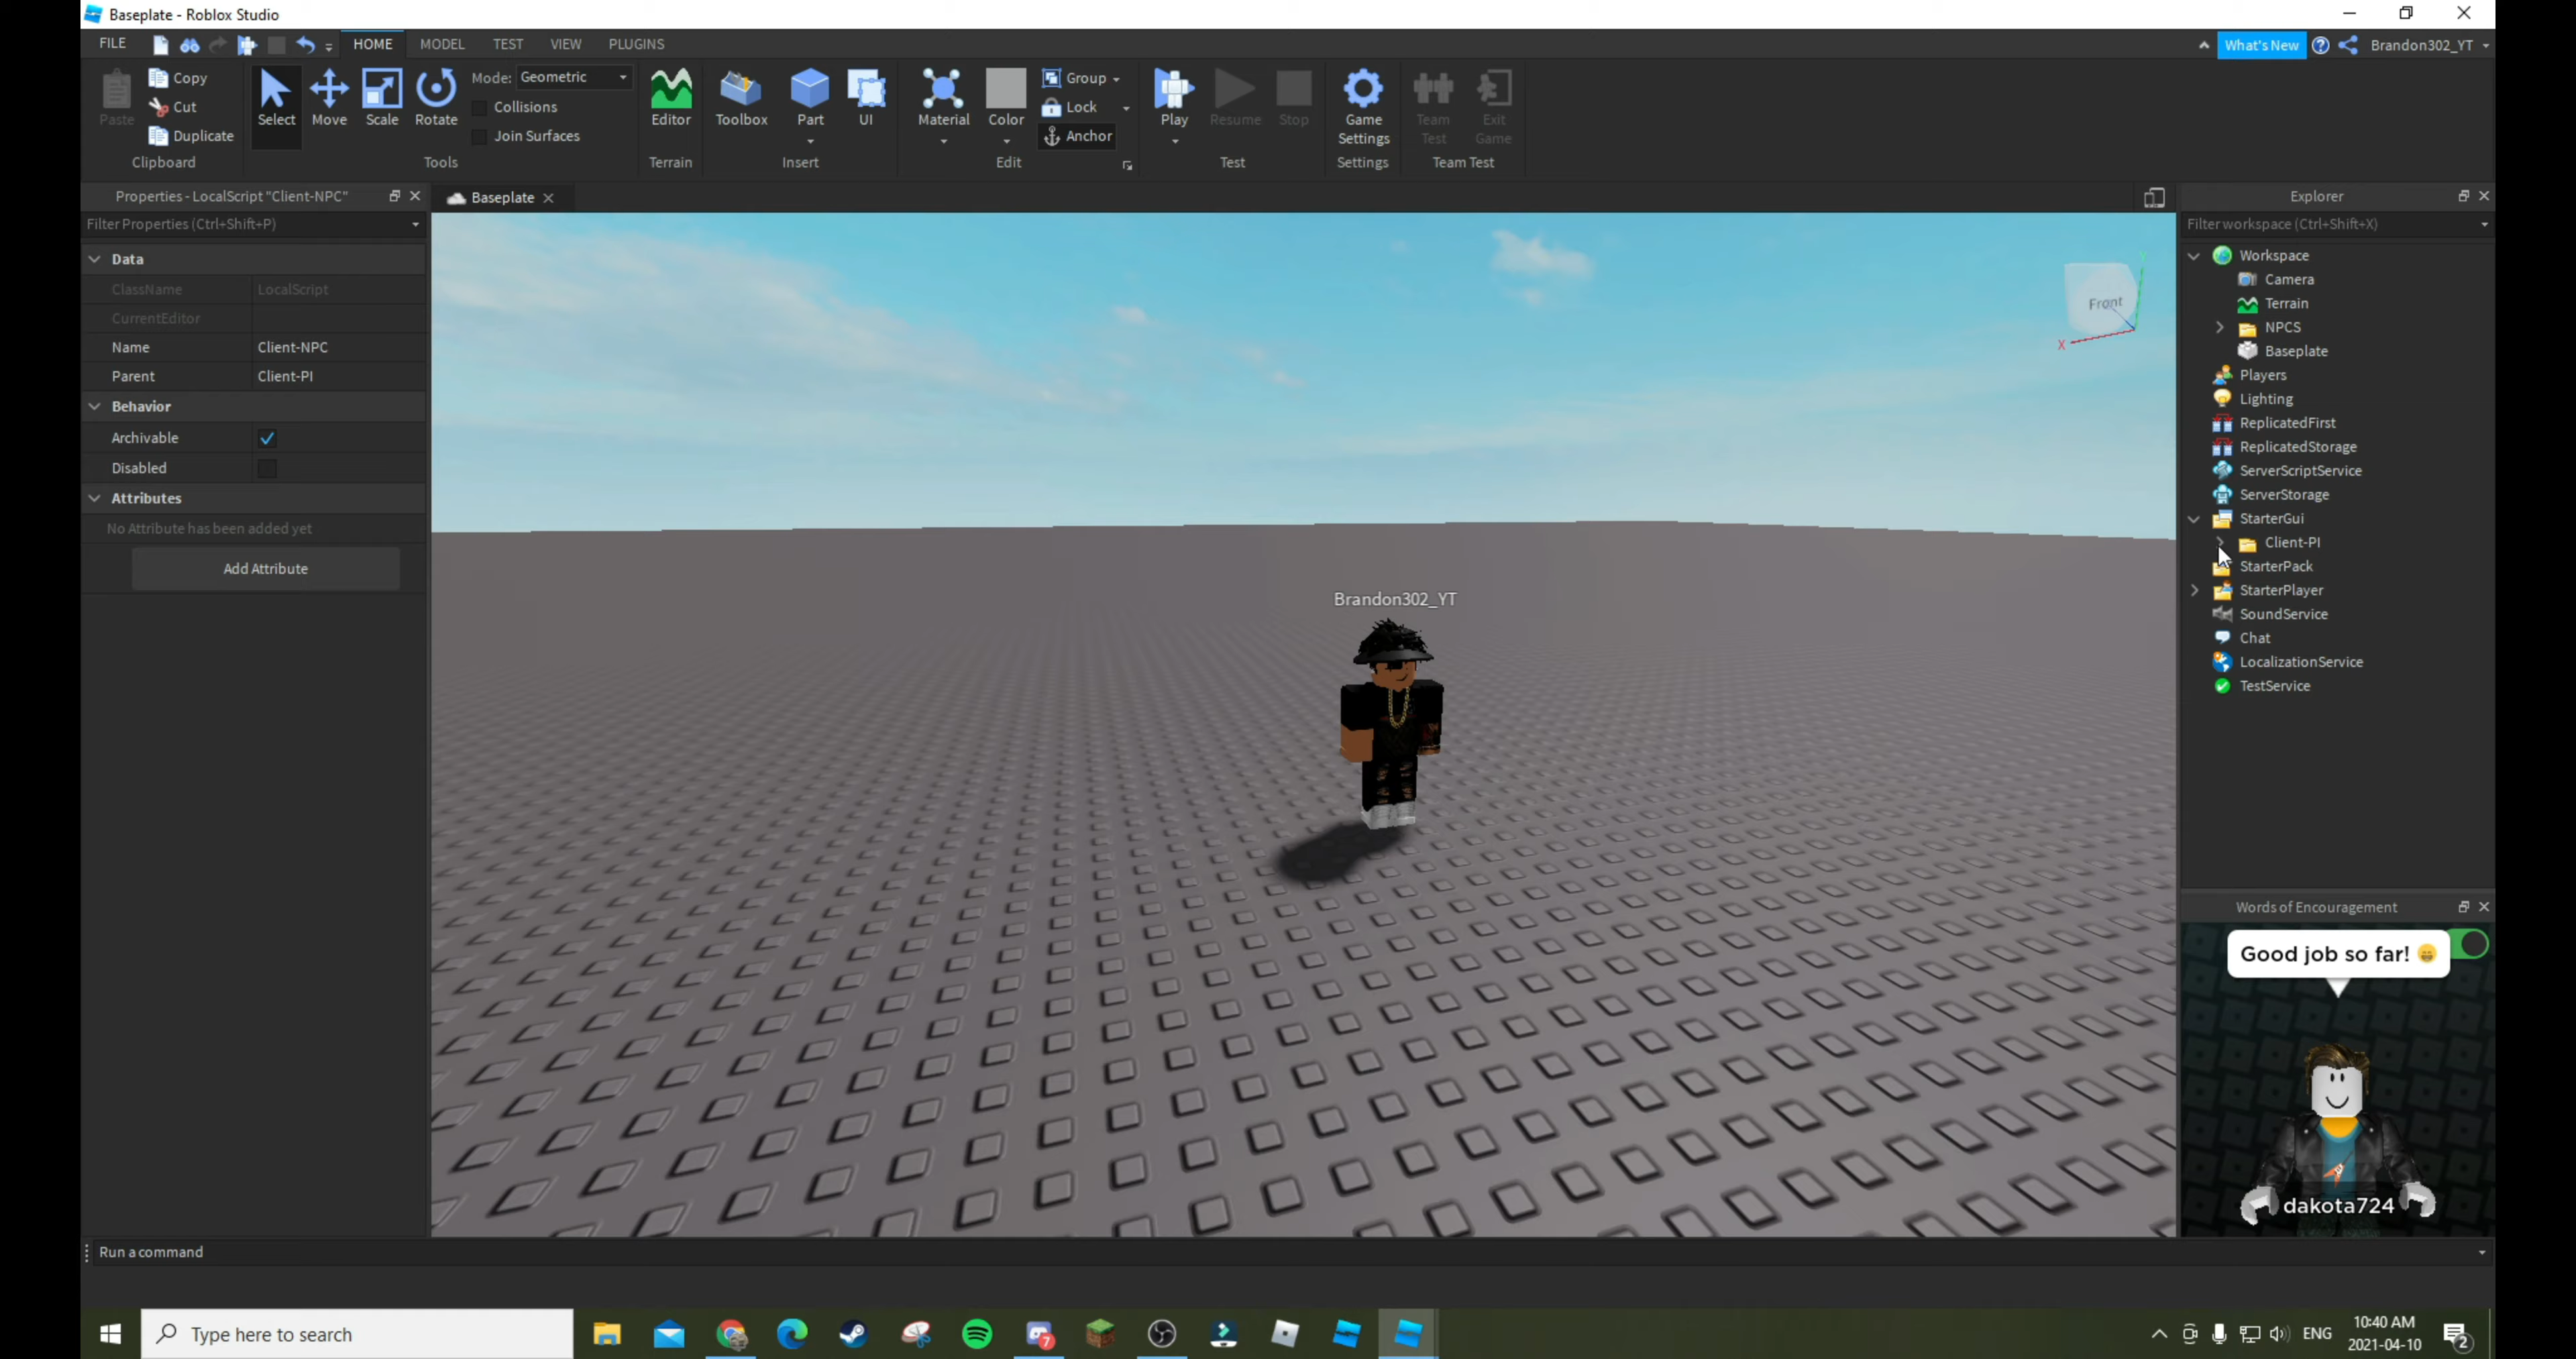 Baseplate - Roblox Studio
FILE HOME MODEL TEST VIEW PLUGINS What's New Brandon302_YT
Paste Copy Cut Duplicate Clipboard
Select Move Scale Rotate Mode: Geometric Collisions Join Surfaces Tools
Editor Terrain
Toolbox Part UI Insert
Material Color Group Lock Anchor Edit
Play Resume Stop Test
Game Settings Settings
Team Test Exit Game Team Test
Properties - LocalScript "Client-NPC"
Filter Properties (Ctrl+Shift+P)
Data
ClassName LocalScript
CurrentEditor
Name Client-NPC
Parent Client-PI
Behavior
Archivable
Disabled
Attributes
No Attribute has been added yet
Add Attribute
Baseplate
Front
X
Y
Brandon302_YT
Explorer
Filter workspace (Ctrl+Shift+X)
Workspace
Camera
Terrain
NPCS
Baseplate
Players
Lighting
ReplicatedFirst
ReplicatedStorage
ServerScriptService
ServerStorage
StarterGui
Client-PI
StarterPack
StarterPlayer
SoundService
Chat
LocalizationService
TestService
Words of Encouragement
Good job so far! 😁
dakota724
Run a command
Type here to search
7
ENG
10:40 AM
2021-04-10
2